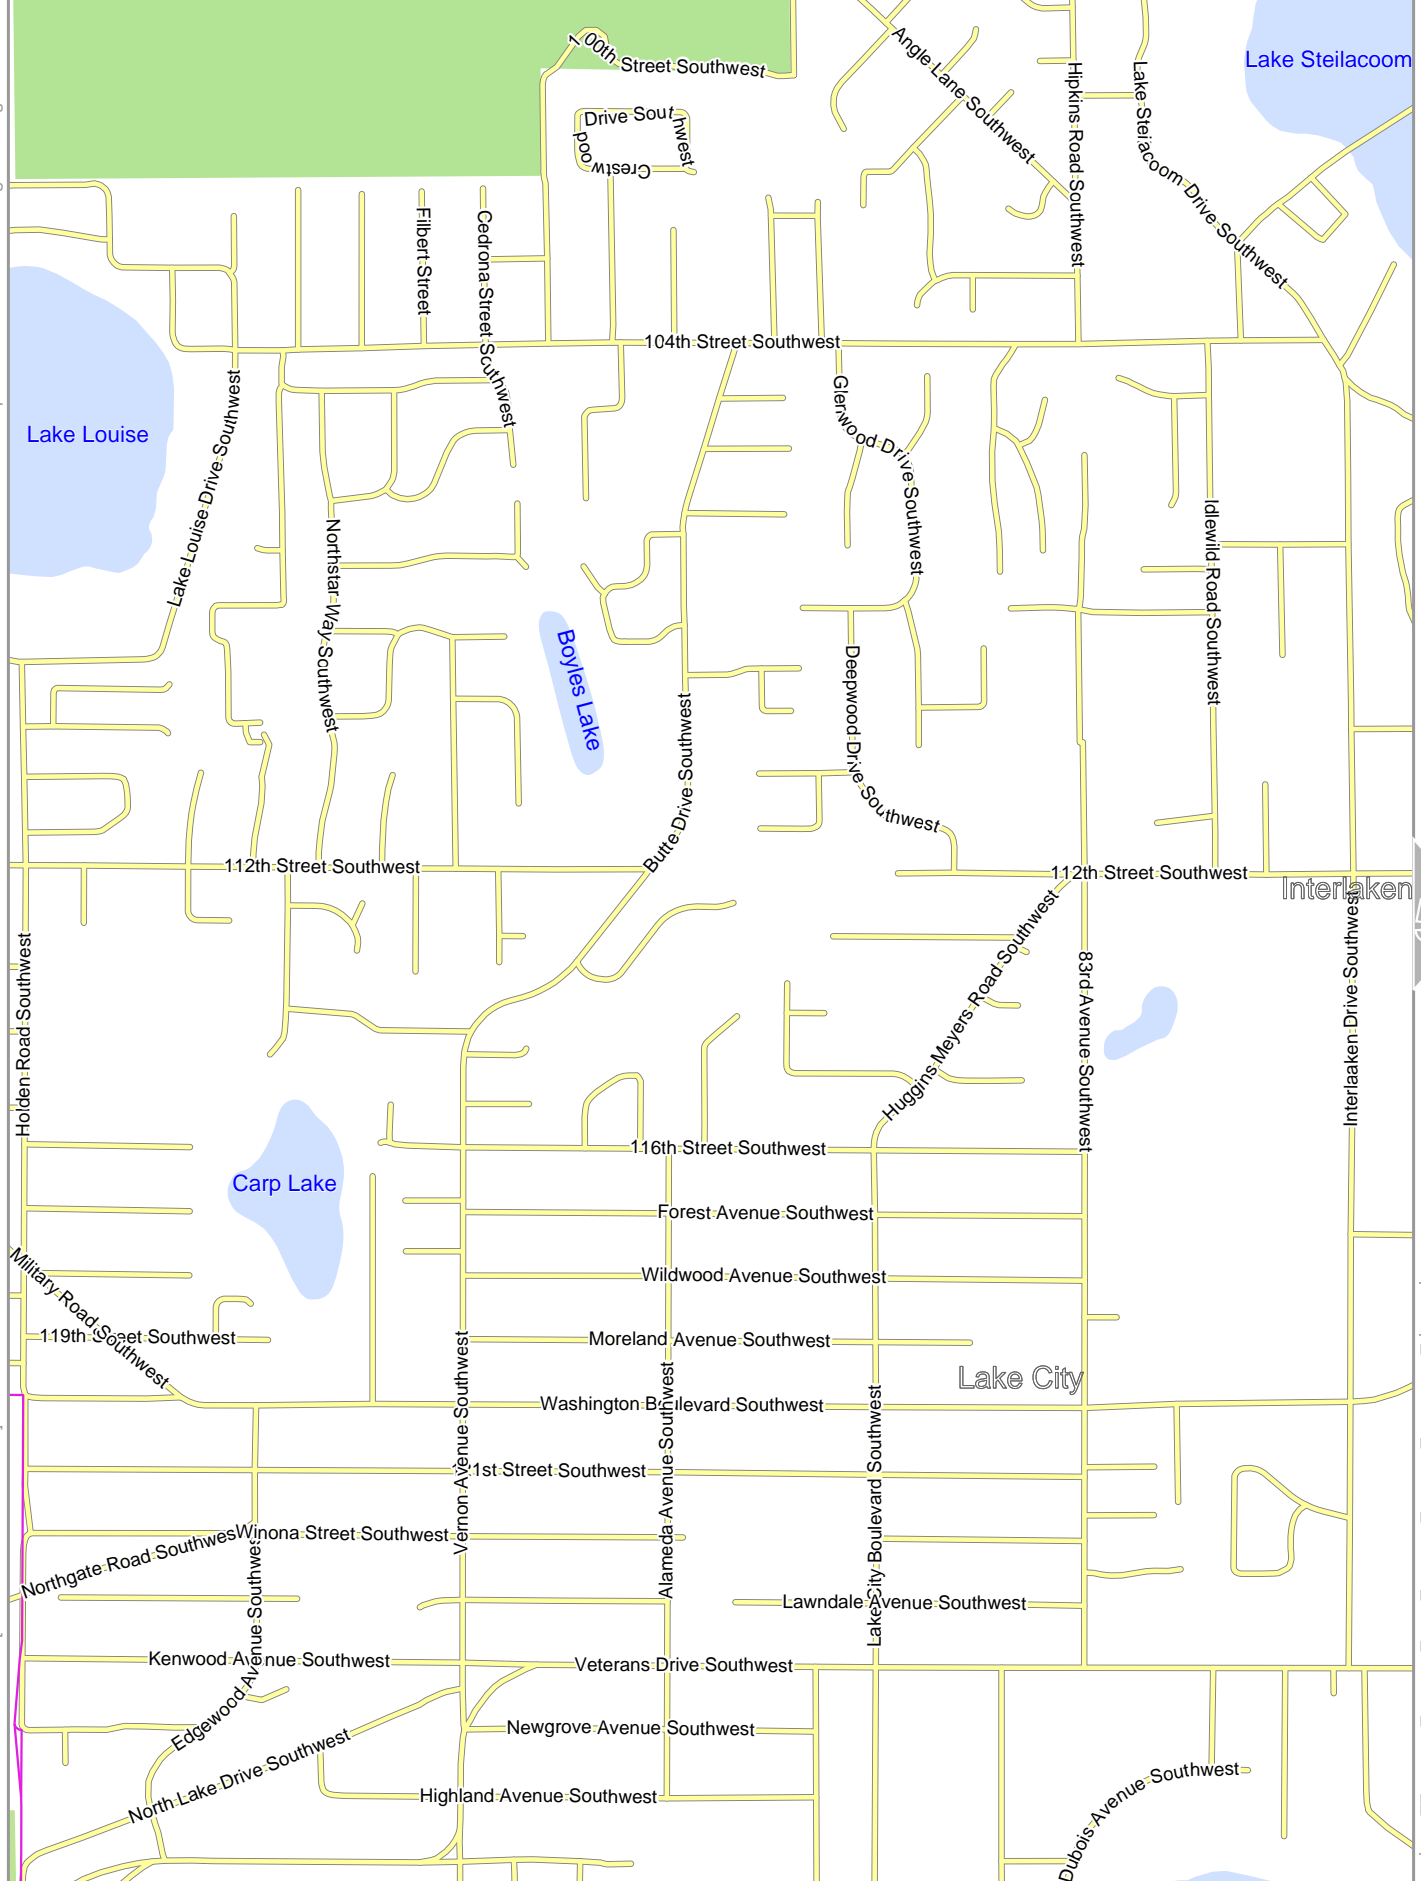 100th Street Southwest
Angle Lane Southwest
Hipkins Road Southwest
Lake Steilacoom Drive Southwest
Lake Steilacoom
Crestwood Drive Southwest
Filbert Street
Cedrona Street Southwest
104th Street Southwest
Lake Louise
Lake Louise Drive Southwest
Glenwood Drive Southwest
Northstar Way Southwest
Idlewild Road Southwest
Boyles Lake
Deepwood Drive Southwest
Butte Drive Southwest
112th Street Southwest
112th Street Southwest
Interlaken
Huggins Meyers Road Southwest
83rd Avenue Southwest
Interlaaken Drive Southwest
Holden Road Southwest
116th Street Southwest
Carp Lake
Forest Avenue Southwest
Military Road Southwest
Wildwood Avenue Southwest
119th Street Southwest
Moreland Avenue Southwest
Lake City
Washington Boulevard Southwest
Vernon Avenue Southwest
Alameda Avenue Southwest
Lake City Boulevard Southwest
121st Street Southwest
Winona Street Southwest
Northgate Road Southwest
Edgewood Avenue Southwest
Lawndale Avenue Southwest
Kenwood Avenue Southwest
Veterans Drive Southwest
Newgrove Avenue Southwest
North Lake Drive Southwest
Highland Avenue Southwest
Dubois Avenue Southwest